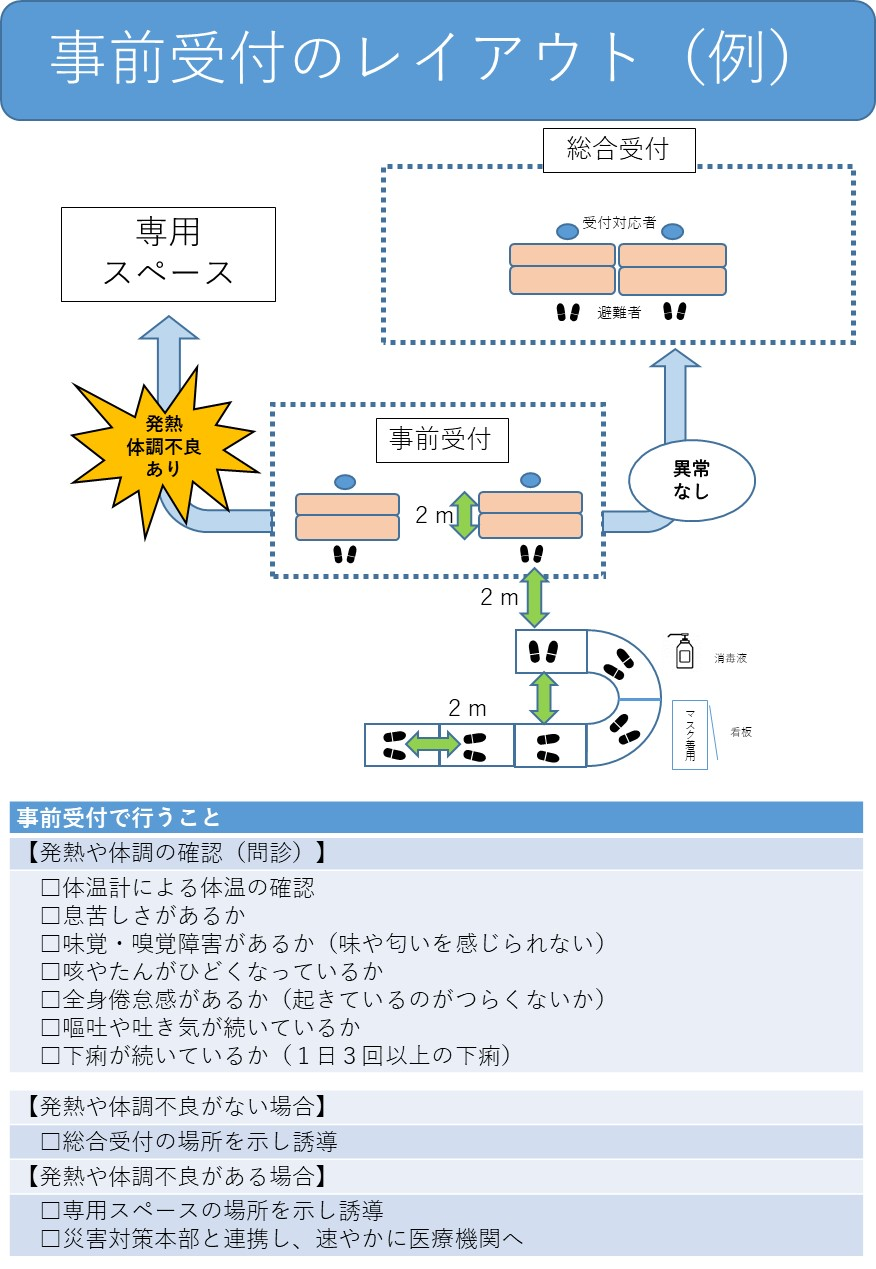 事前受付のレイアウト（例）
総合受付
専用
スペース
受付対応者
避難者
発熱
体調不良
あり
事前受付
異常
なし
２ｍ
２ｍ
消毒液
２ｍ
マスク着用
看板
事前受付で行うこと
【発熱や体調の確認（問診）】
□体温計による体温の確認
□息苦しさがあるか
□味覚・嗅覚障害があるか（味や匂いを感じられない）
□咳やたんがひどくなっているか
□全身倦怠感があるか（起きているのがつらくないか）
□嘔吐や吐き気が続いているか
□下痢が続いているか（１日３回以上の下痢）
【発熱や体調不良がない場合】
□総合受付の場所を示し誘導
【発熱や体調不良がある場合】
□専用スペースの場所を示し誘導
□災害対策本部と連携し、速やかに医療機関へ